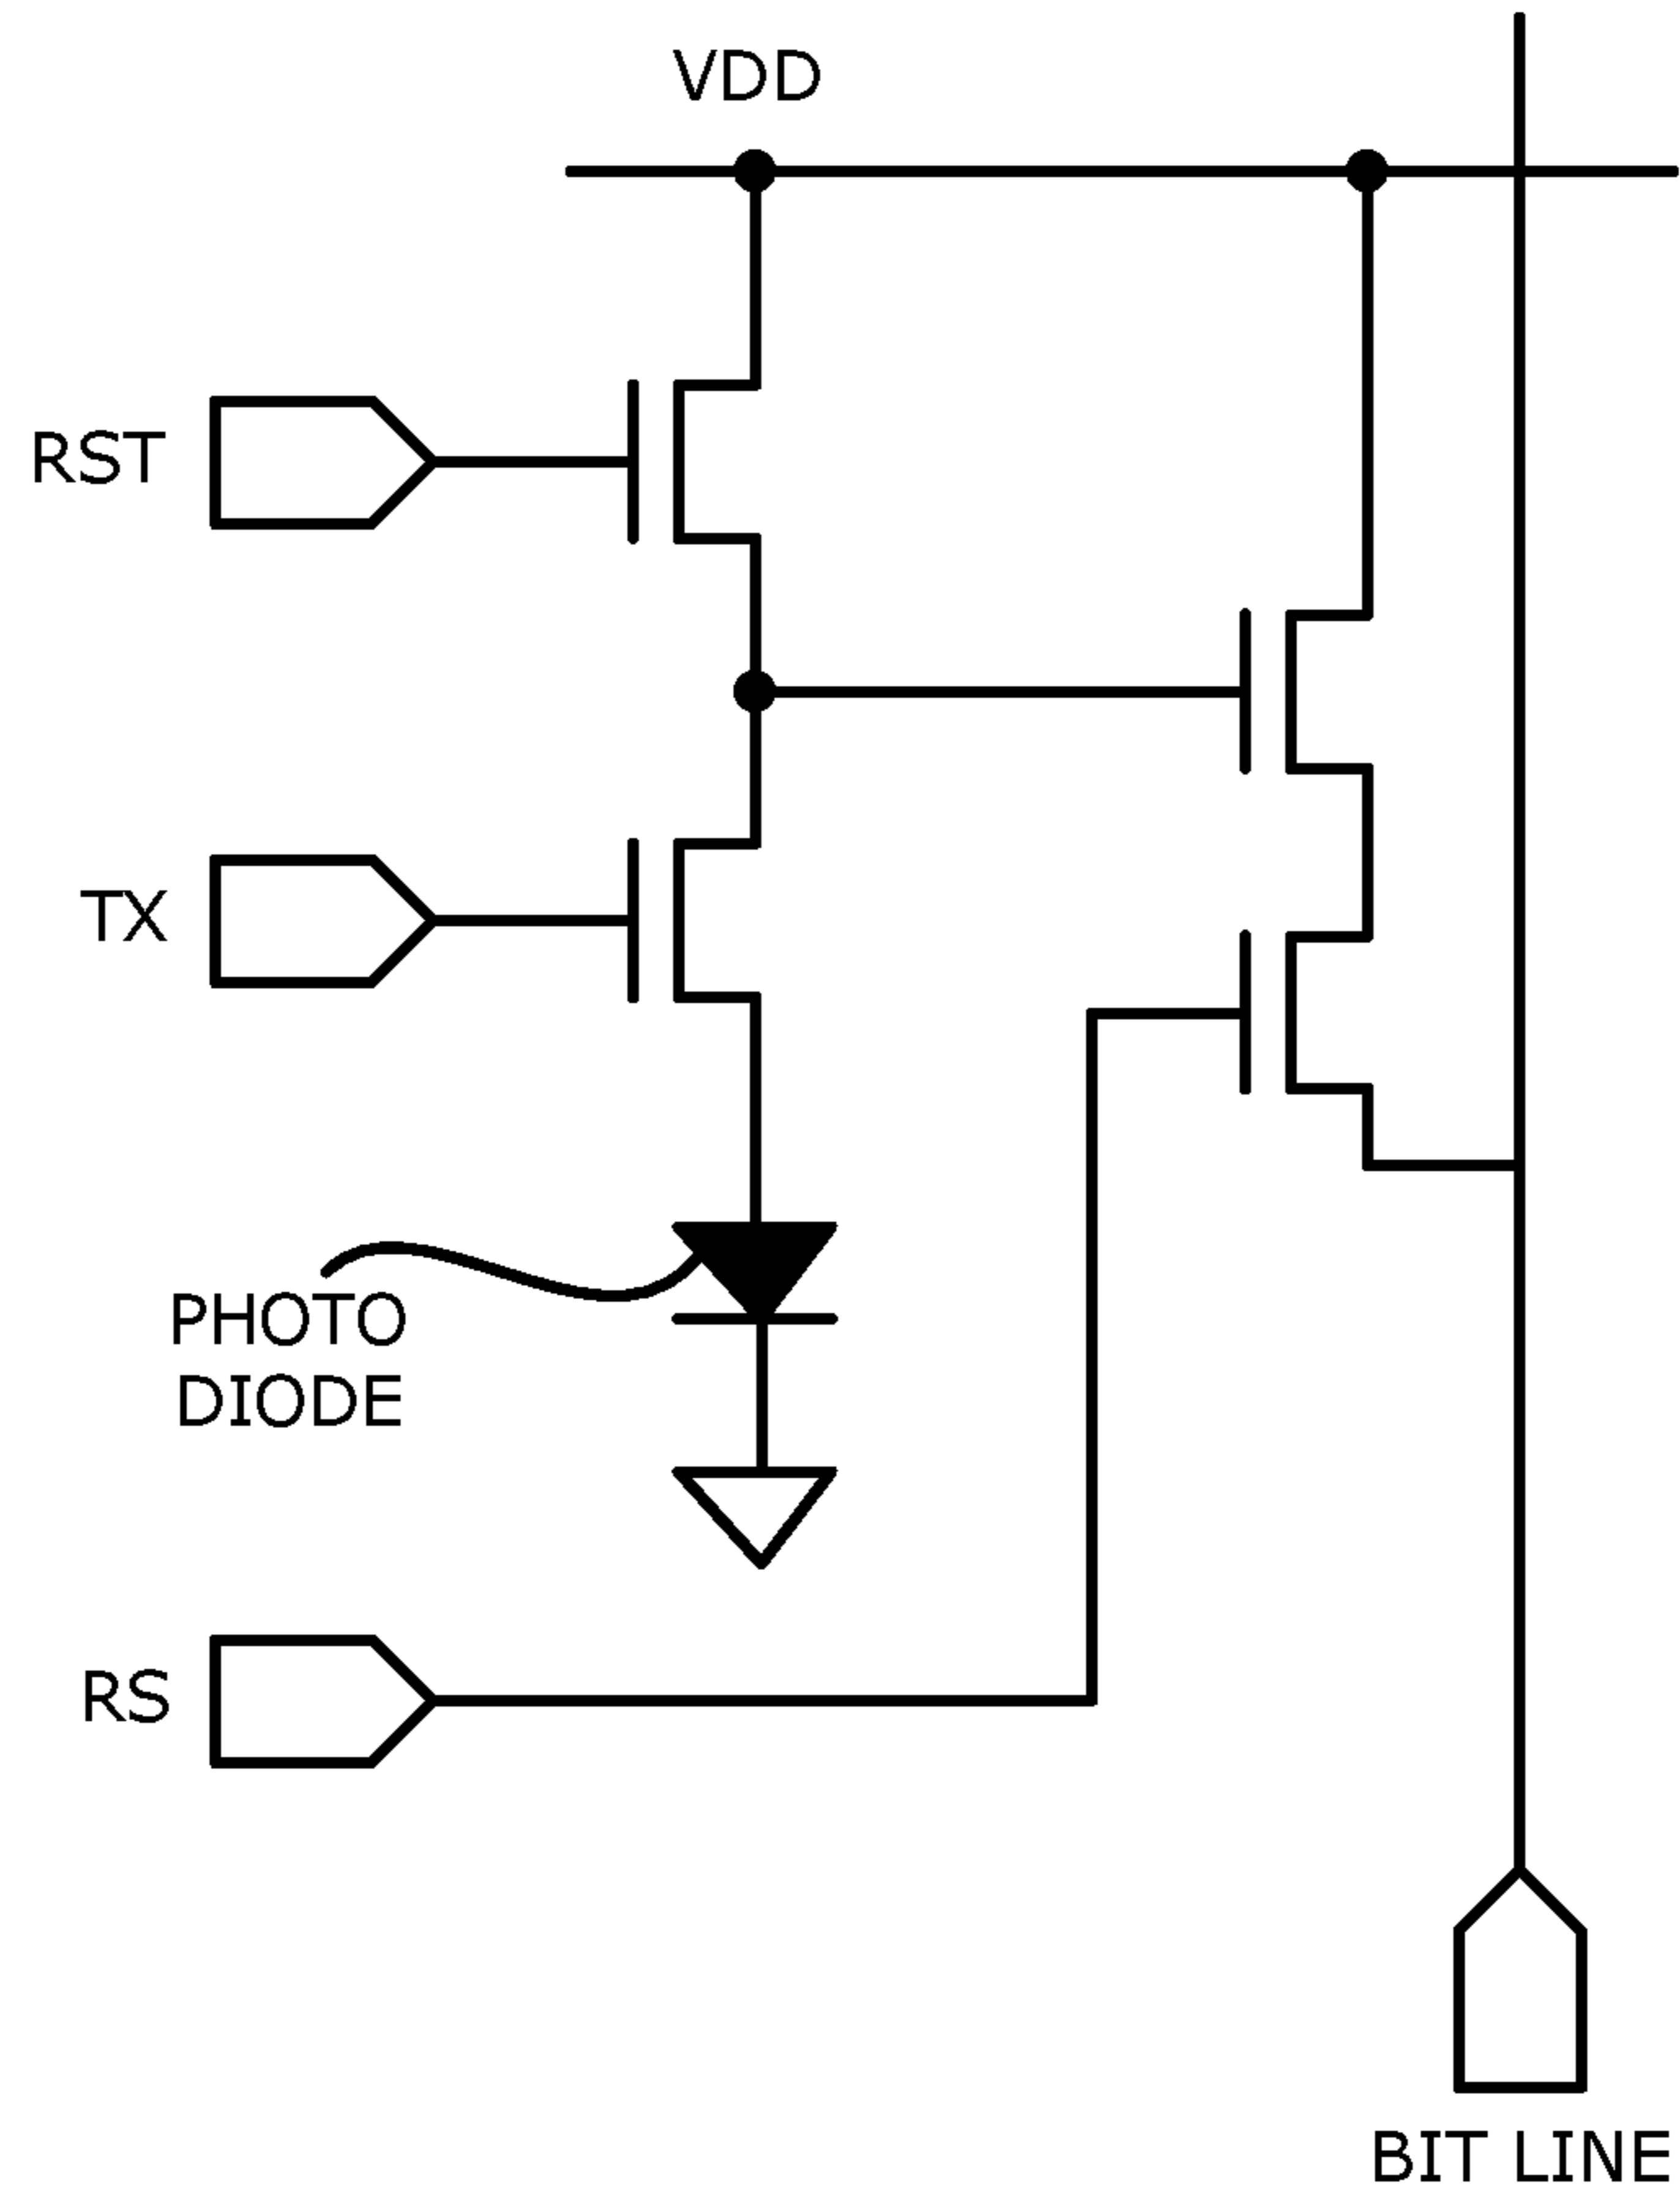 VDD
RST
TX
PHOTO
DIODE
RS
BIT LINE